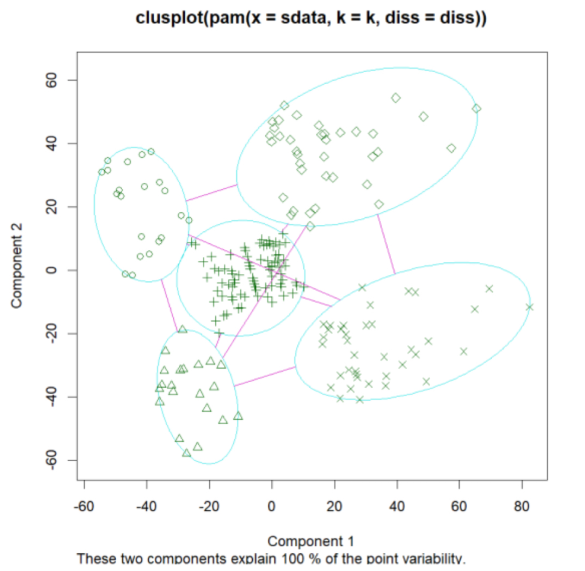 clusplot(pam(x = sdata, k = k, diss = diss))
60
40
20
0
-20
-40
-60
Component 2
-60 -40 -20 0 20 40 60 80
Component 1
These two components explain 100 % of the point variability.